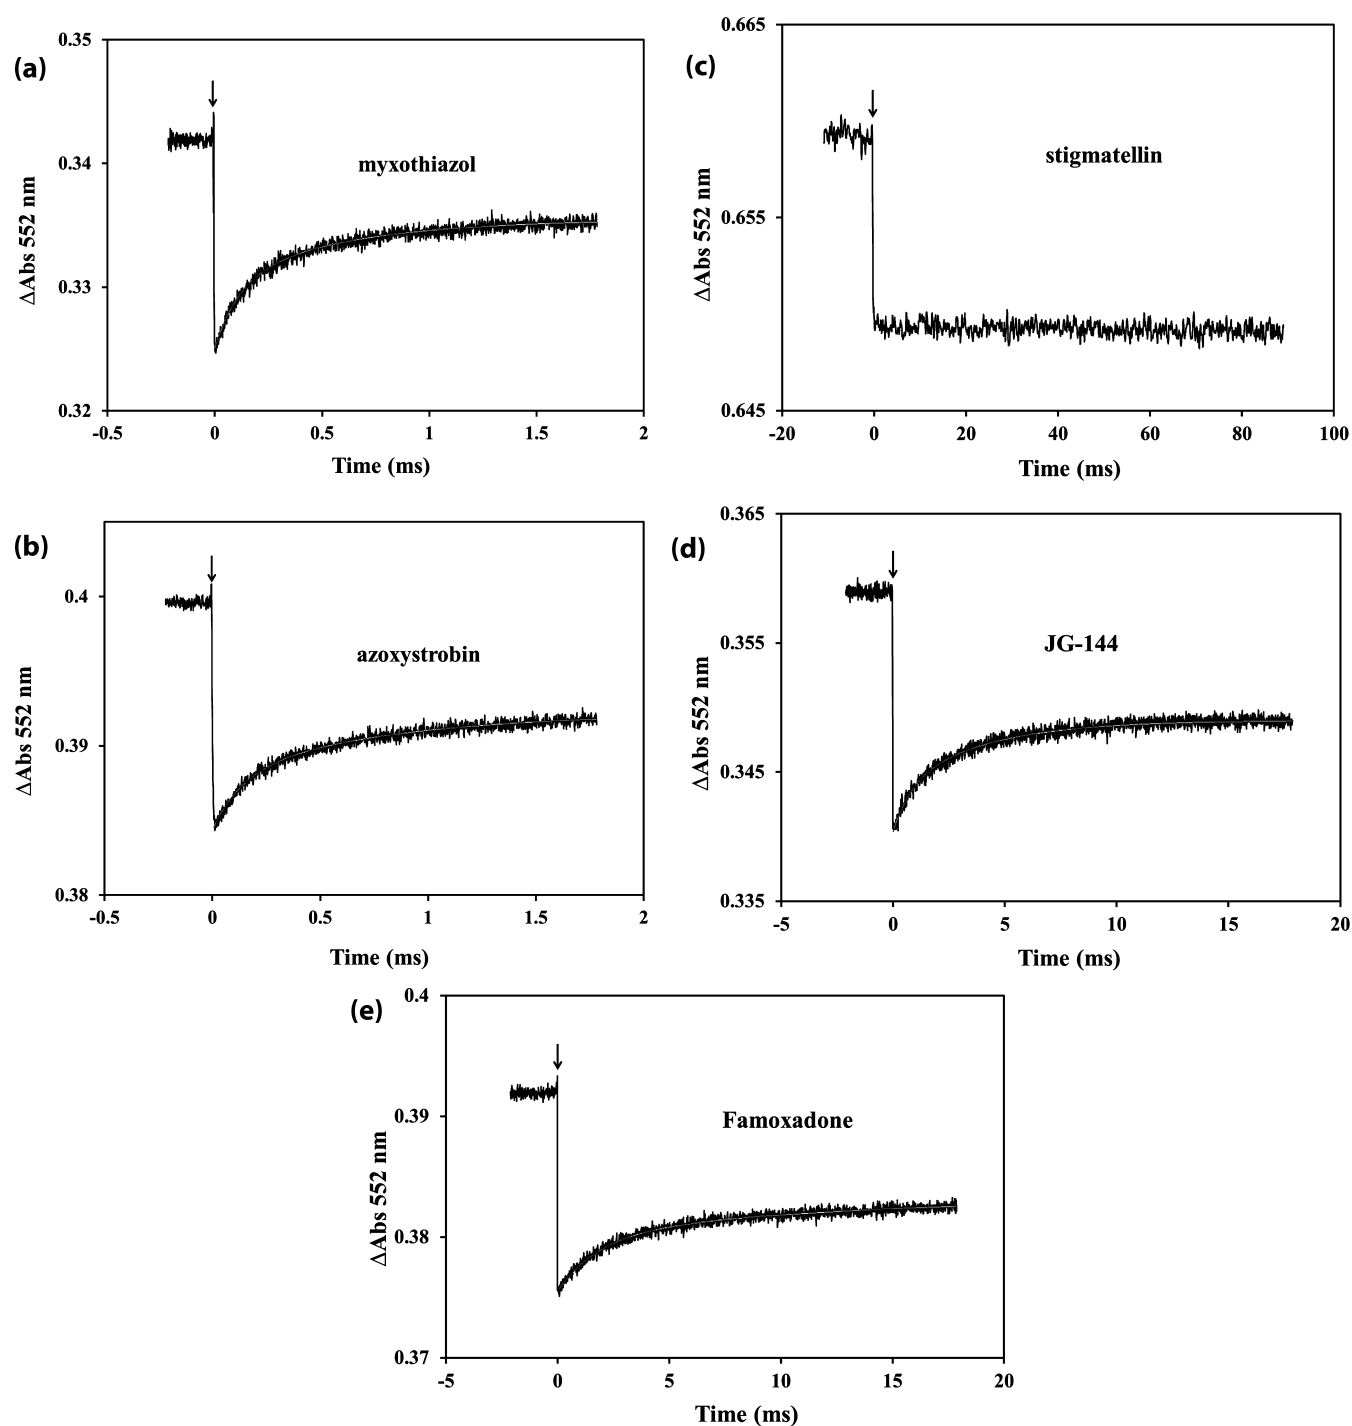 (a)
0.35
0.34
0.33
0.32
ΔAbs 552 nm
myxothiazol
-0.5 0 0.5 1 1.5 2
Time (ms)
(c)
0.665
0.655
0.645
ΔAbs 552 nm
stigmatellin
-20 0 20 40 60 80 100
Time (ms)
(b)
0.4
0.39
0.38
ΔAbs 552 nm
azoxystrobin
-0.5 0 0.5 1 1.5 2
Time (ms)
(d)
0.365
0.355
0.345
0.335
ΔAbs 552 nm
JG-144
-5 0 5 10 15 20
Time (ms)
(e)
0.4
0.39
0.38
0.37
ΔAbs 552 nm
Famoxadone
-5 0 5 10 15 20
Time (ms)